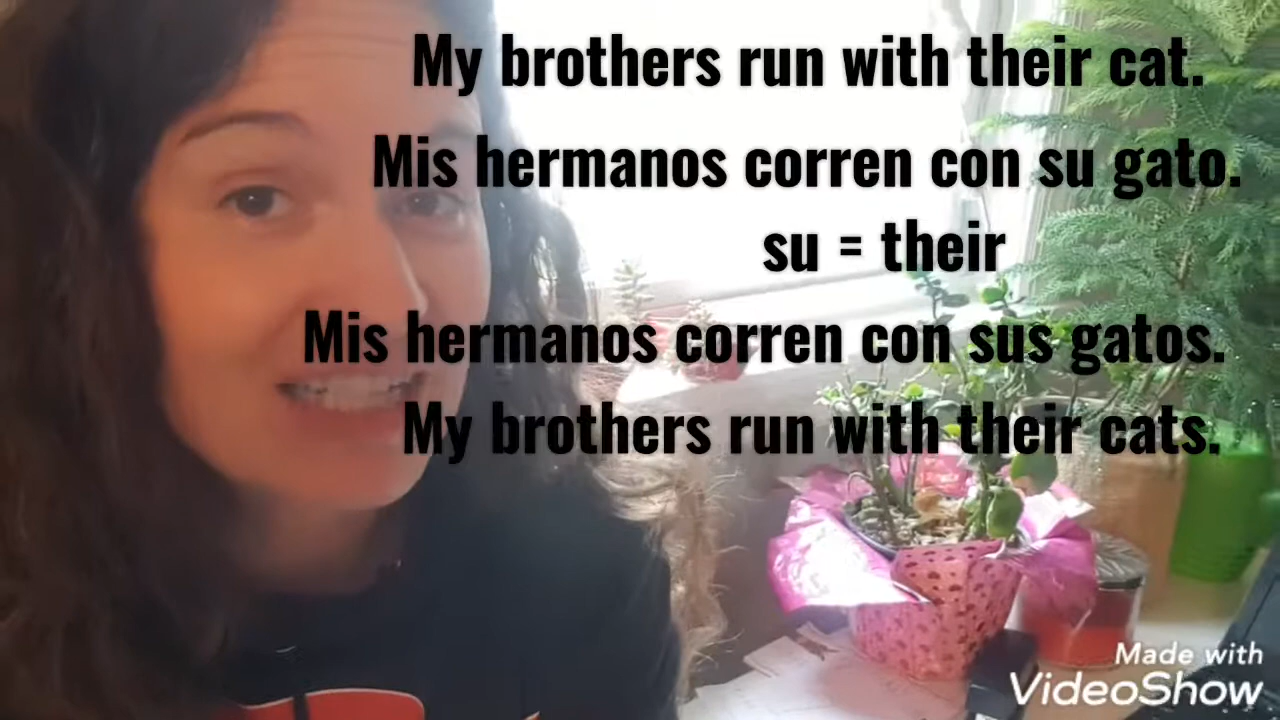 My brothers run with their cat.
Mis hermanos corren con su gato.
su = their
Mis hermanos corren con sus gatos.
My brothers run with their cats.
Made with
VideoShow